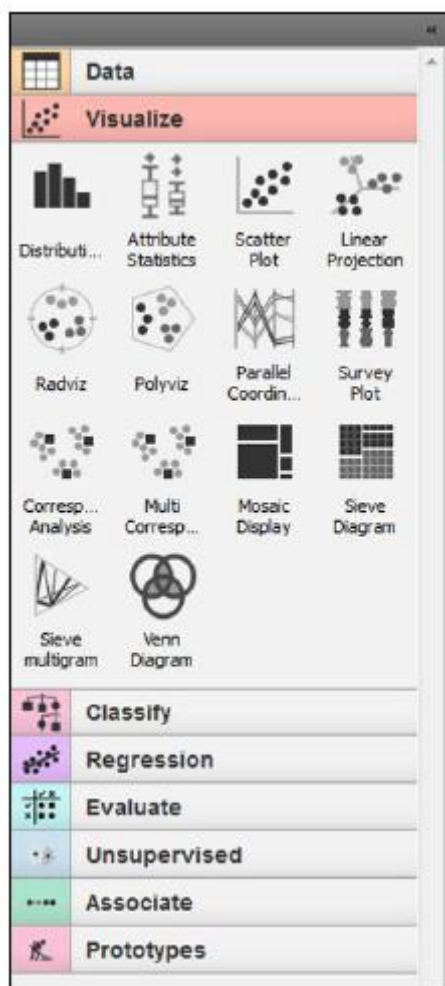 Data
Visualize
Distributi...
Attribute
Statistics
Scatter
Plot
Linear
Projection
Radviz
Polyviz
Parallel
Coordin...
Survey
Plot
Corresp...
Analysis
Multi
Corresp...
Mosaic
Display
Sieve
Diagram
Sieve
multigram
Venn
Diagram
Classify
Regression
Evaluate
Unsupervised
Associate
Prototypes